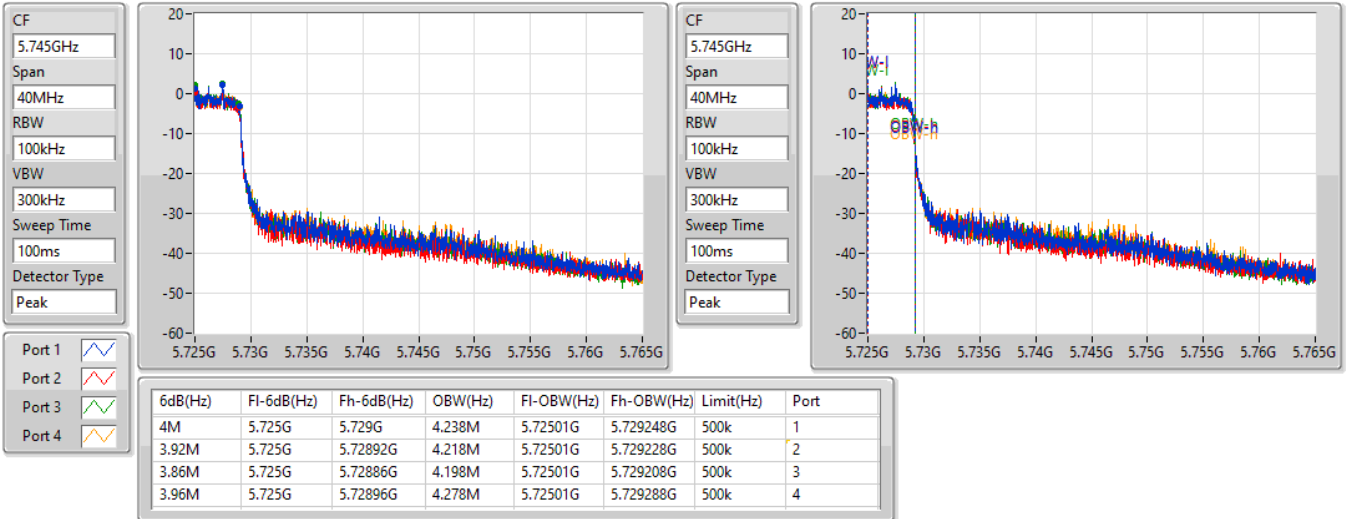 CF
5.745GHz
Span
40MHz
RBW
100kHz
VBW
300kHz
Sweep Time
100ms
Detector Type
Peak
20
10
0
-10
-20
-30
-40
-50
-60
5.725G 5.73G 5.735G 5.74G 5.745G 5.75G 5.755G 5.76G 5.765G
CF
5.745GHz
Span
40MHz
RBW
100kHz
VBW
300kHz
Sweep Time
100ms
Detector Type
Peak
20
10
0
-10
-20
-30
-40
-50
-60
W-l
OBW-h
5.725G 5.73G 5.735G 5.74G 5.745G 5.75G 5.755G 5.76G 5.765G
Port 1
Port 2
Port 3
Port 4
6dB(Hz) Fl-6dB(Hz) Fh-6dB(Hz) OBW(Hz) Fl-OBW(Hz) Fh-OBW(Hz) Limit(Hz) Port
4M 5.725G 5.729G 4.238M 5.72501G 5.729248G 500k 1
3.92M 5.725G 5.72892G 4.218M 5.72501G 5.729228G 500k 2
3.86M 5.725G 5.72886G 4.198M 5.72501G 5.729208G 500k 3
3.96M 5.725G 5.72896G 4.278M 5.72501G 5.729288G 500k 4